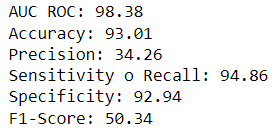 AUC ROC: 98.38
Accuracy: 93.01
Precision: 34.26
Sensitivity o Recall: 94.86
Specificity: 92.94
F1-Score: 50.34